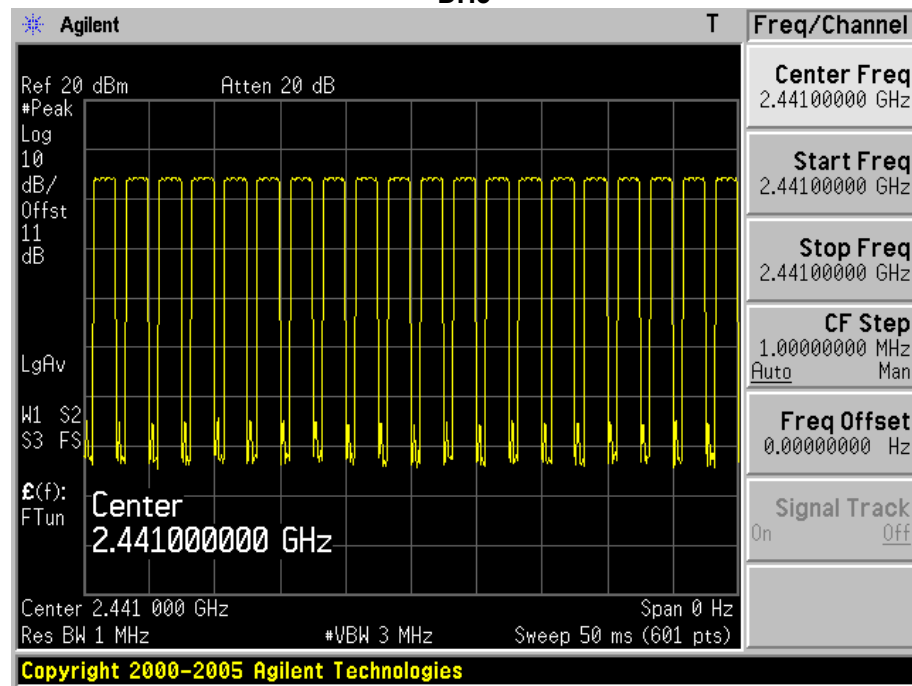 Agilent T Freq/Channel
Ref 20 dBm Atten 20 dB
#Peak
Log
10
dB/
Offst
11
dB
LgAv
W1 S2
S3 FS
£(f):
FTun
Center
2.441000000 GHz
Center 2.441 000 GHz Span 0 Hz
Res BW 1 MHz #VBW 3 MHz Sweep 50 ms (601 pts)
Copyright 2000-2005 Agilent Technologies
Center Freq
2.44100000 GHz
Start Freq
2.44100000 GHz
Stop Freq
2.44100000 GHz
CF Step
1.00000000 MHz
Auto Man
Freq Offset
0.00000000 Hz
Signal Track
On Off